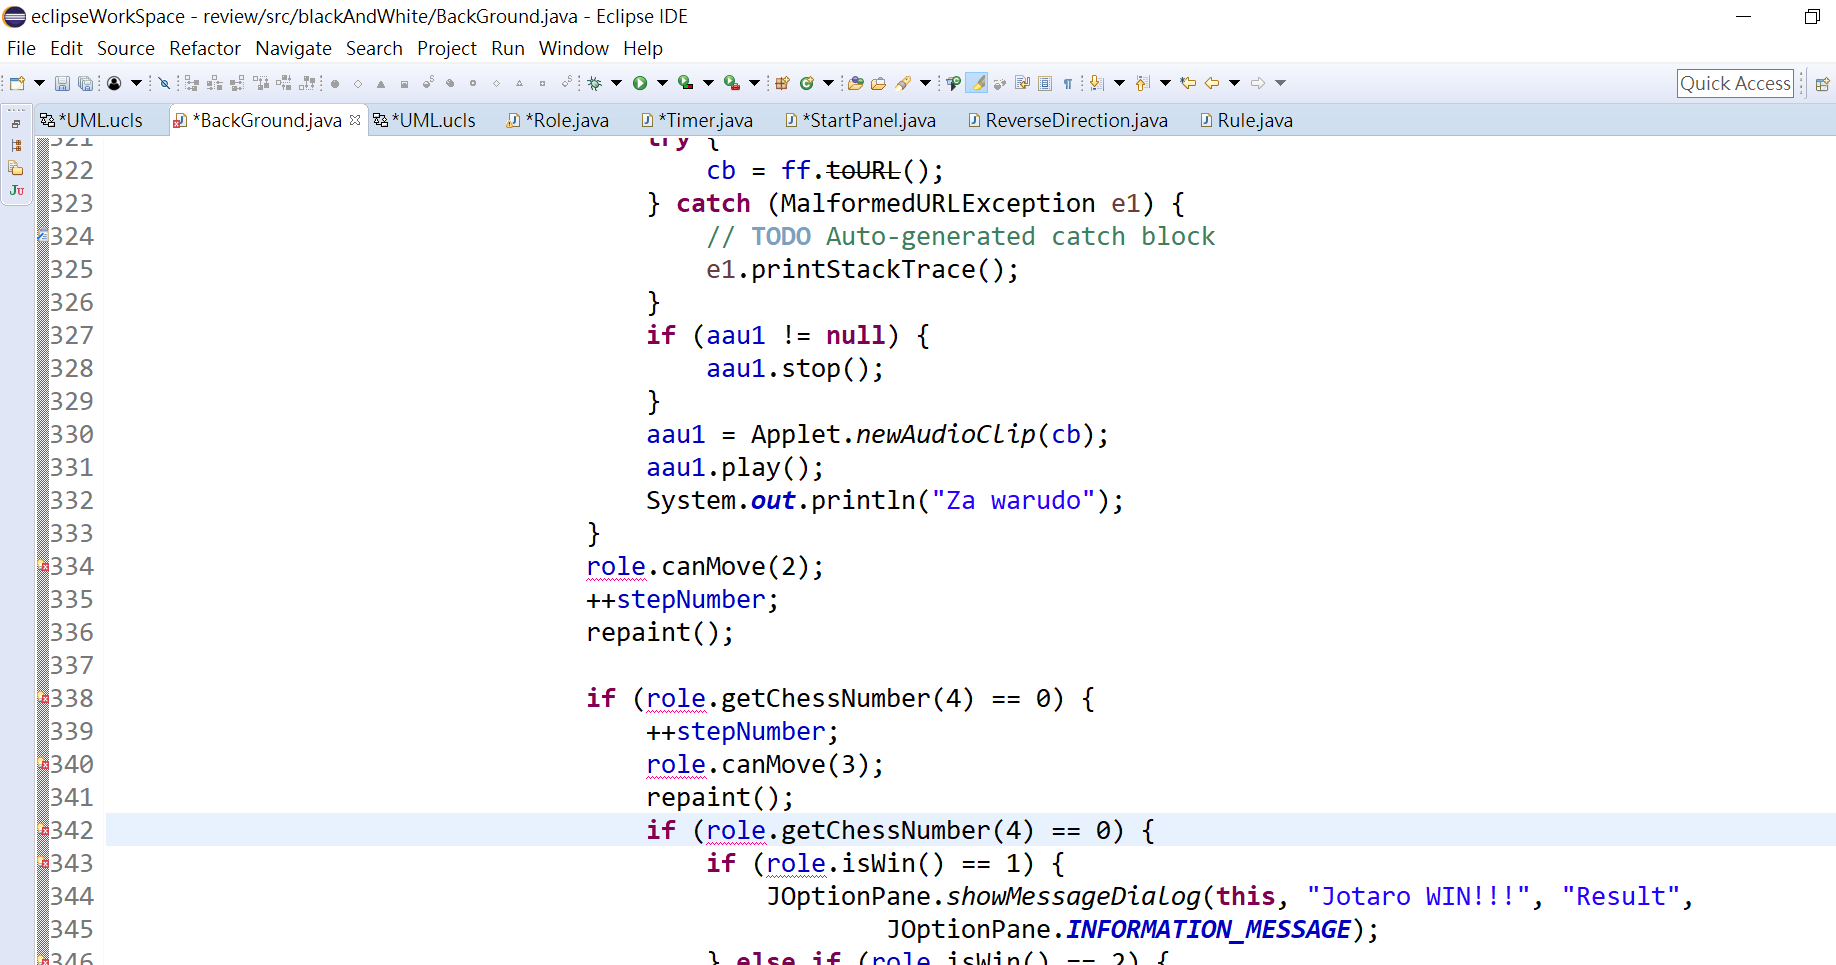 eclipseWorkSpace - review/src/blackAndWhite/BackGround.java - Eclipse IDE
File Edit Source Refactor Navigate Search Project Run Window Help
Quick Access
*UML.ucls *BackGround.java *UML.ucls *Role.java *Timer.java *StartPanel.java ReverseDirection.java Rule.java
321 try {
322 cb = ff.toURL();
323 } catch (MalformedURLException e1) {
324 // TODO Auto-generated catch block
325 e1.printStackTrace();
326 }
327 if (aau1 != null) {
328 aau1.stop();
329 }
330 aau1 = Applet.newAudioClip(cb);
331 aau1.play();
332 System.out.println("Za warudo");
333 }
334 role.canMove(2);
335 ++stepNumber;
336 repaint();
337
338 if (role.getChessNumber(4) == 0) {
339 ++stepNumber;
340 role.canMove(3);
341 repaint();
342 if (role.getChessNumber(4) == 0) {
343 if (role.isWin() == 1) {
344 JOptionPane.showMessageDialog(this, "Jotaro WIN!!!", "Result",
345 JOptionPane.INFORMATION_MESSAGE);
346 } else if (role.isWin() == 2) {